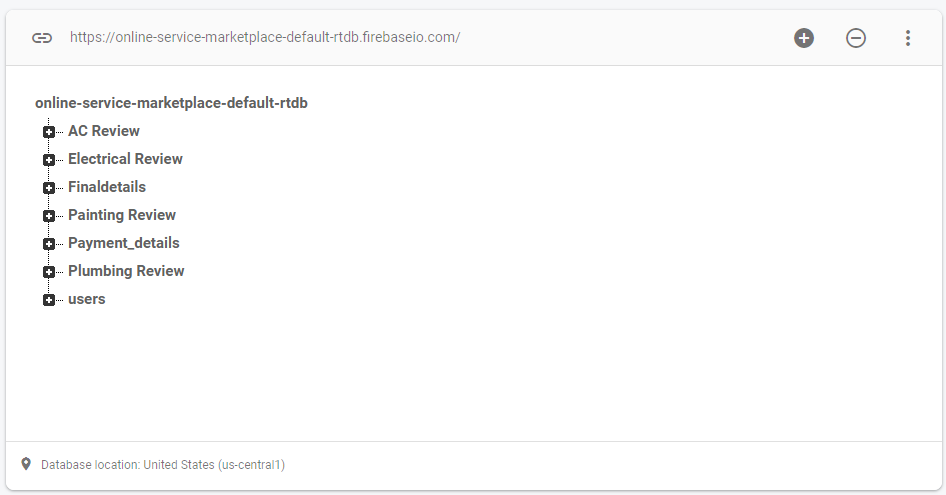 https://online-service-marketplace-default-rtdb.firebaseio.com/
online-service-marketplace-default-rtdb
AC Review
Electrical Review
Finaldetails
Painting Review
Payment_details
Plumbing Review
users
Database location: United States (us-central1)